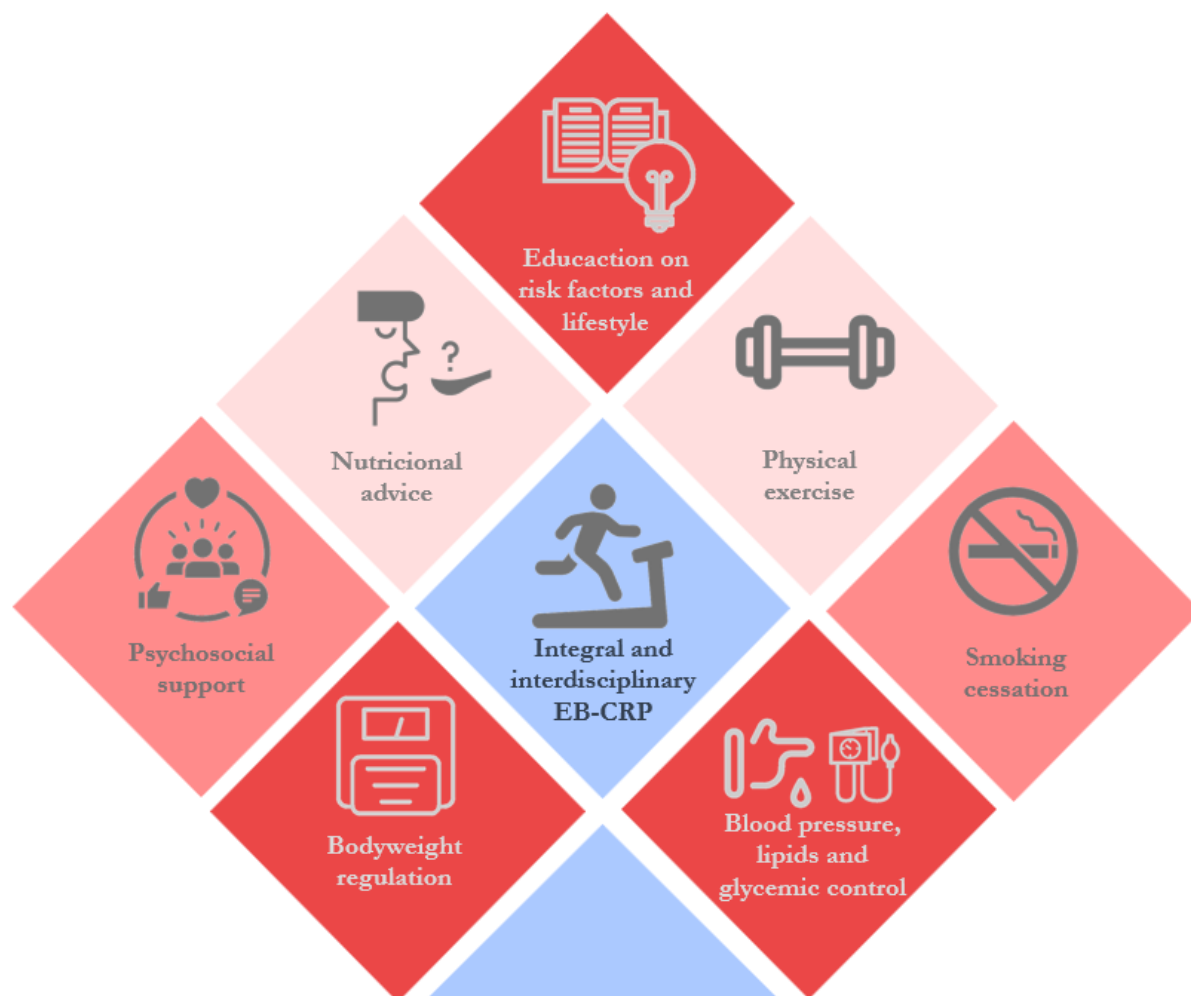 Educaction on
risk factors and
lifestyle
?
Nutricional
advice
Physical
exercise
Psychosocial
support
Integral and
interdisciplinary
EB-CRP
Smoking
cessation
Bodyweight
regulation
Blood pressure,
lipids and
glycemic control